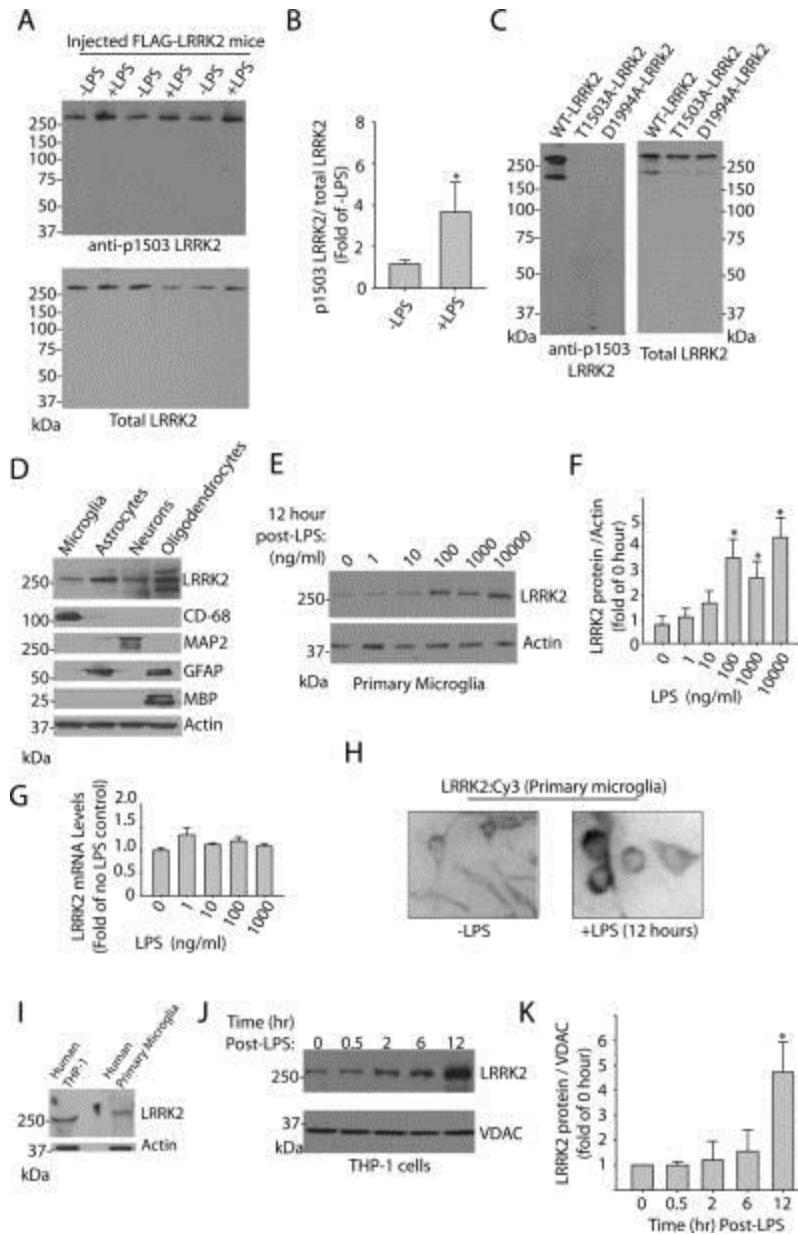 A
Injected FLAG-LRRK2 mice
-LPS +LPS -LPS +LPS -LPS +LPS
250-
150-
100-
75-
50-
37-
anti-p1503 LRRK2
250-
150-
100-
75-
50-
37-
kDa
Total LRRK2
B
p1503 LRRK2/ total LRRK2
(Fold of -LPS)
8
6
4
2
0
*
-LPS
+LPS
C
WT-LRRK2
T1503A-LRRk2
D1994A-LRRk2
WT-LRRK2
T1503A-LRRk2
D1994A-LRRk2
250-
150-
100-
75-
50-
37-
kDa
-250
-150
-100
-75
-50
-37
kDa
anti-p1503
LRRK2
Total LRRK2
D
Microglia
Astrocytes
Neurons
Oligodendrocytes
250-
LRRK2
100-
CD-68
250-
MAP2
50-
GFAP
25-
MBP
37-
Actin
kDa
E
12 hour
post-LPS:
(ng/ml)
0 1 10 100 1000 10000
250-
LRRK2
37-
Actin
kDa
Primary Microglia
F
LRRK2 protein /Actin
(fold of 0 hour)
5
4
3
2
1
0
* * *
0 1 10 100 1000 10000
LPS (ng/ml)
G
LRRK2 mRNA Levels
(Fold of no LPS control)
2.0
1.5
1.0
0.5
0
0 1 10 100 1000
LPS (ng/ml)
H
LRRK2:Cy3 (Primary microglia)
-LPS
+LPS (12 hours)
I
Human
THP-1
Human
Primary Microglia
250-
LRRK2
37-
Actin
kDa
J
Time (hr)
Post-LPS:
0 0.5 2 6 12
250-
LRRK2
37-
kDa
VDAC
THP-1 cells
K
LRRK2 protein / VDAC
(fold of 0 hour)
6
5
4
3
2
1
*
0 0.5 2 6 12
Time (hr) Post-LPS